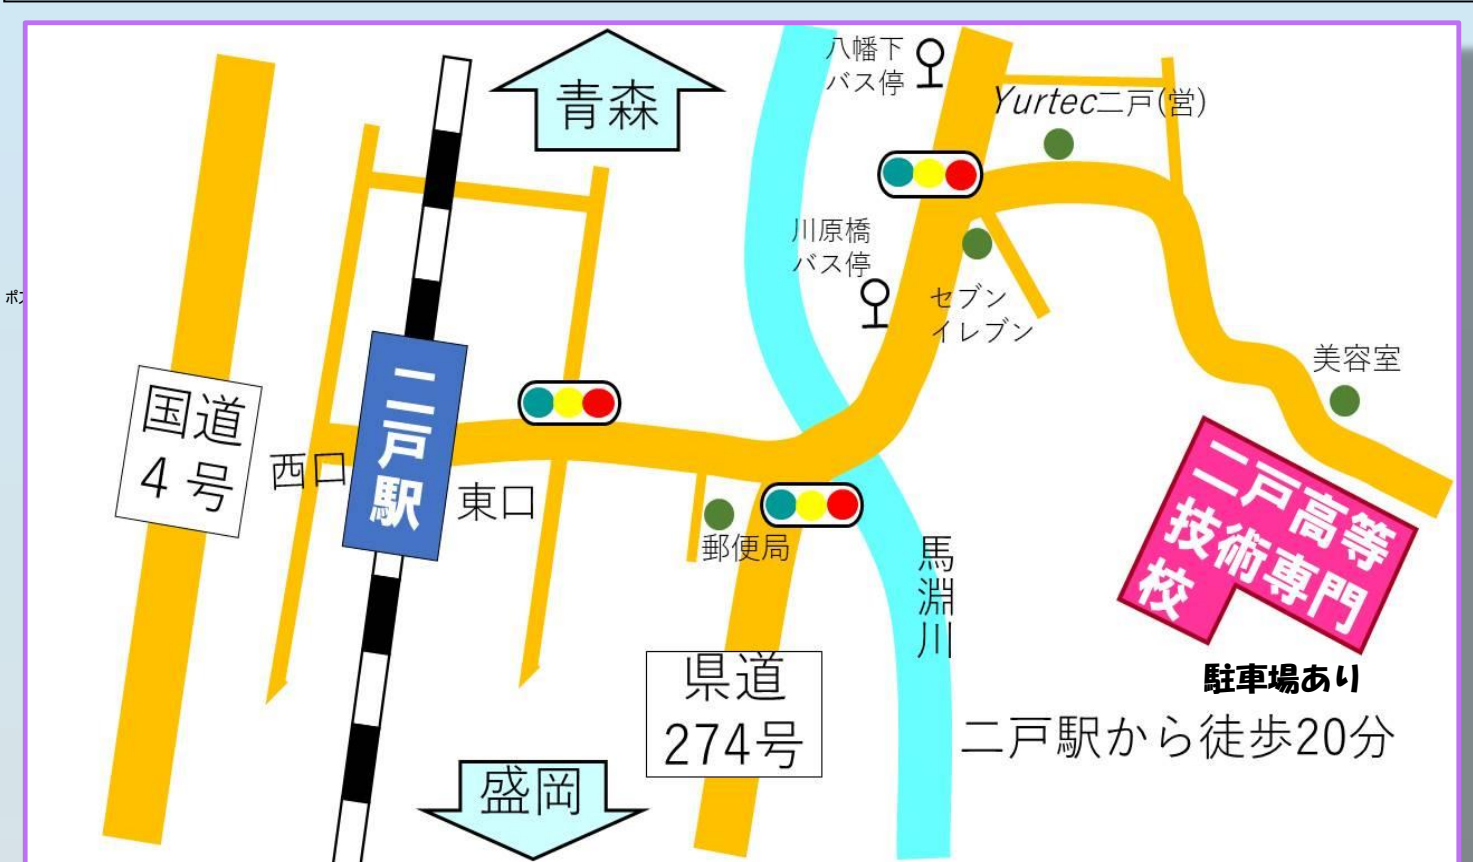 青森
八幡下
バス停
Yurtec二戸(営)
川原橋
バス停
セブン
イレブン
美容室
国道
4号
西口
二戸駅
東口
郵便局
馬淵川
二戸高等
技術専門
校
駐車場あり
県道
274号
二戸駅から徒歩20分
盛岡